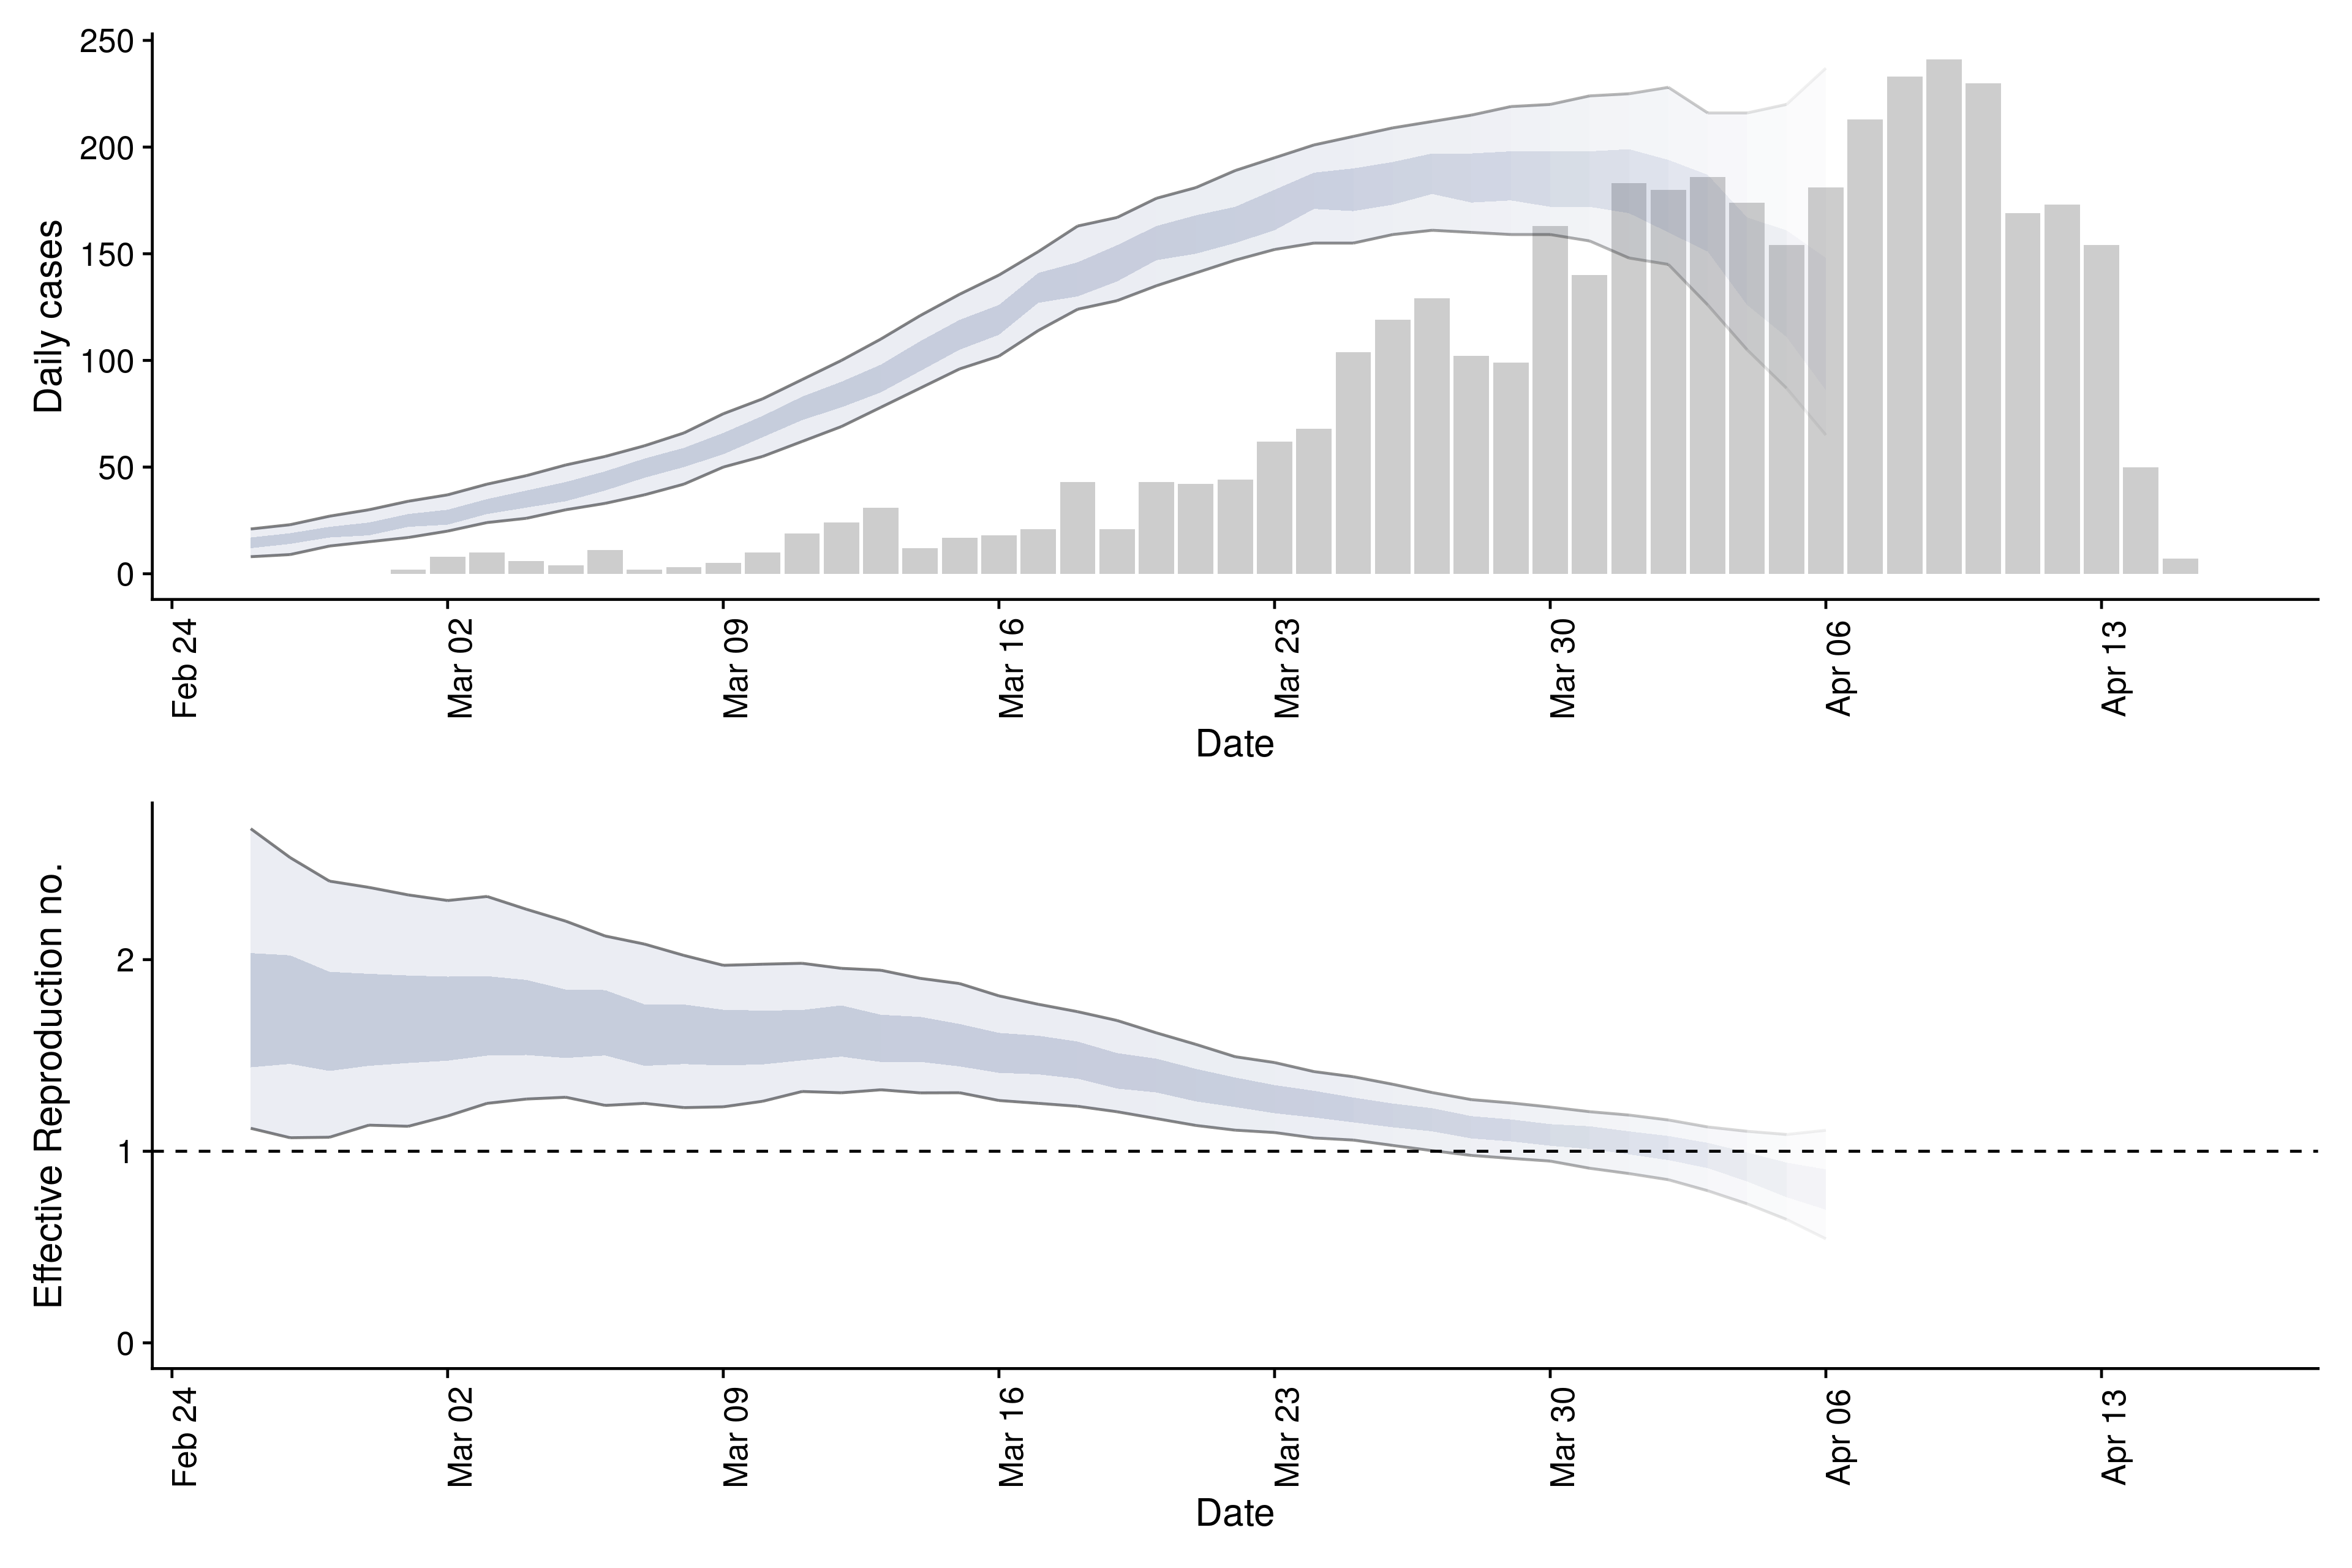 Daily cases
250
200
150
100
50
0
Feb 24
Mar 02
Mar 09
Mar 16
Mar 23
Mar 30
Apr 06
Apr 13
Date
Effective Reproduction no.
2
1
0
Feb 24
Mar 02
Mar 09
Mar 16
Mar 23
Mar 30
Apr 06
Apr 13
Date